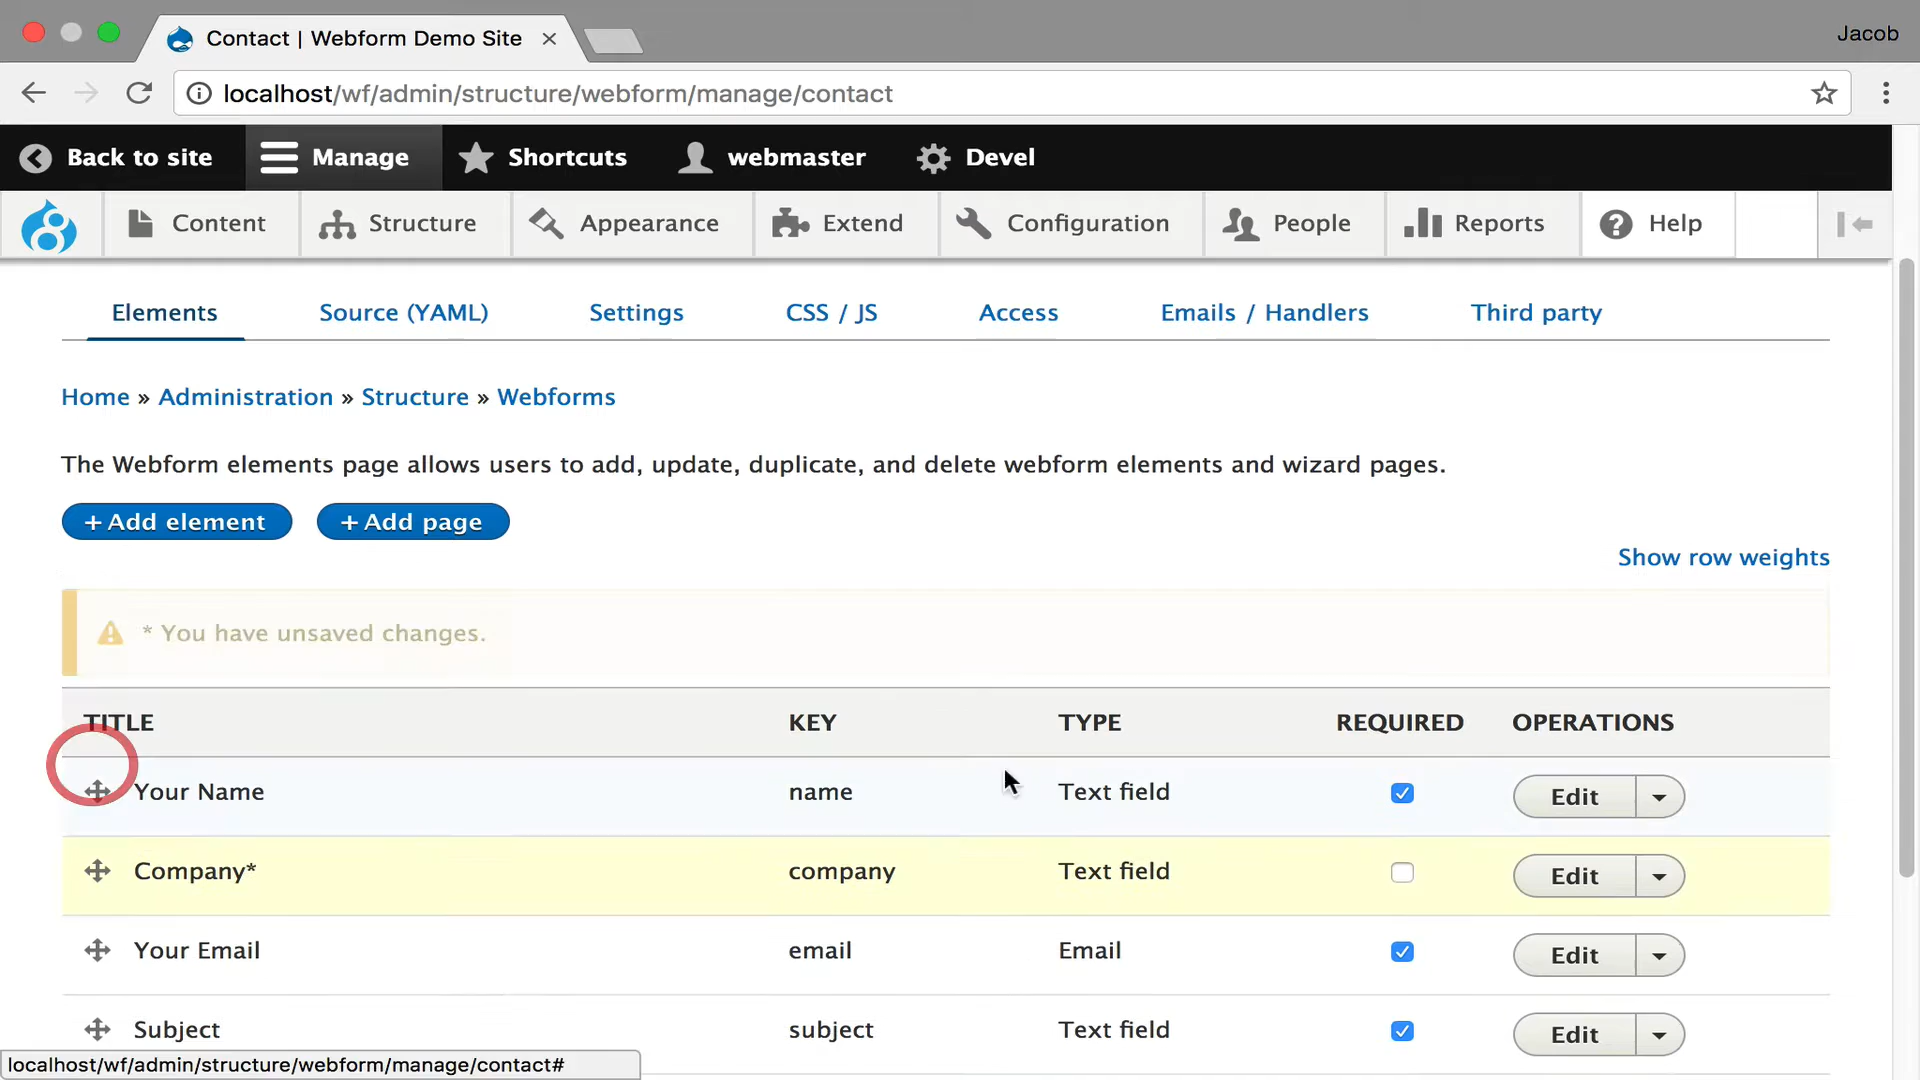 Contact | Webform Demo Site
Jacob
localhost/wf/admin/structure/webform/manage/contact
Back to site Manage Shortcuts webmaster Devel
Content Structure Appearance Extend Configuration People Reports Help
Elements Source (YAML) Settings CSS / JS Access Emails / Handlers Third party
Home » Administration » Structure » Webforms
The Webform elements page allows users to add, update, duplicate, and delete webform elements and wizard pages.
+ Add element + Add page
Show row weights
* You have unsaved changes.
TITLE KEY TYPE REQUIRED OPERATIONS
Your Name name Text field Edit
Company* company Text field Edit
Your Email email Email Edit
Subject subject Text field Edit
localhost/wf/admin/structure/webform/manage/contact#